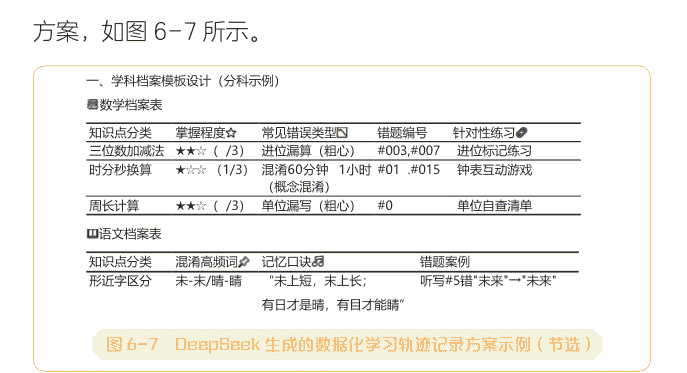 方案，如图 6-7 所示。
一、学科档案模板设计（分科示例）
数学档案表
知识点分类 掌握程度☆ 常见错误类型 错题编号 针对性练习
三位数加减法 ★★☆（ /3） 进位漏算（粗心） #003,#007 进位标记练习
时分秒换算 ★☆☆（1/3） 混淆60分钟 1小时 #01 .#015 钟表互动游戏
（概念混淆）
周长计算 ★★☆（ /3） 单位漏写（粗心） #0 单位自查清单
语文档案表
知识点分类 混淆高频词 记忆口诀 错题案例
形近字区分 未-末/晴-睛 “未上短，末上长； 听写#5错"末来"→"未来"
有日才是晴，有目才能睛”
图 6-7 DeepSeek 生成的数据化学习轨迹记录方案示例（节选）